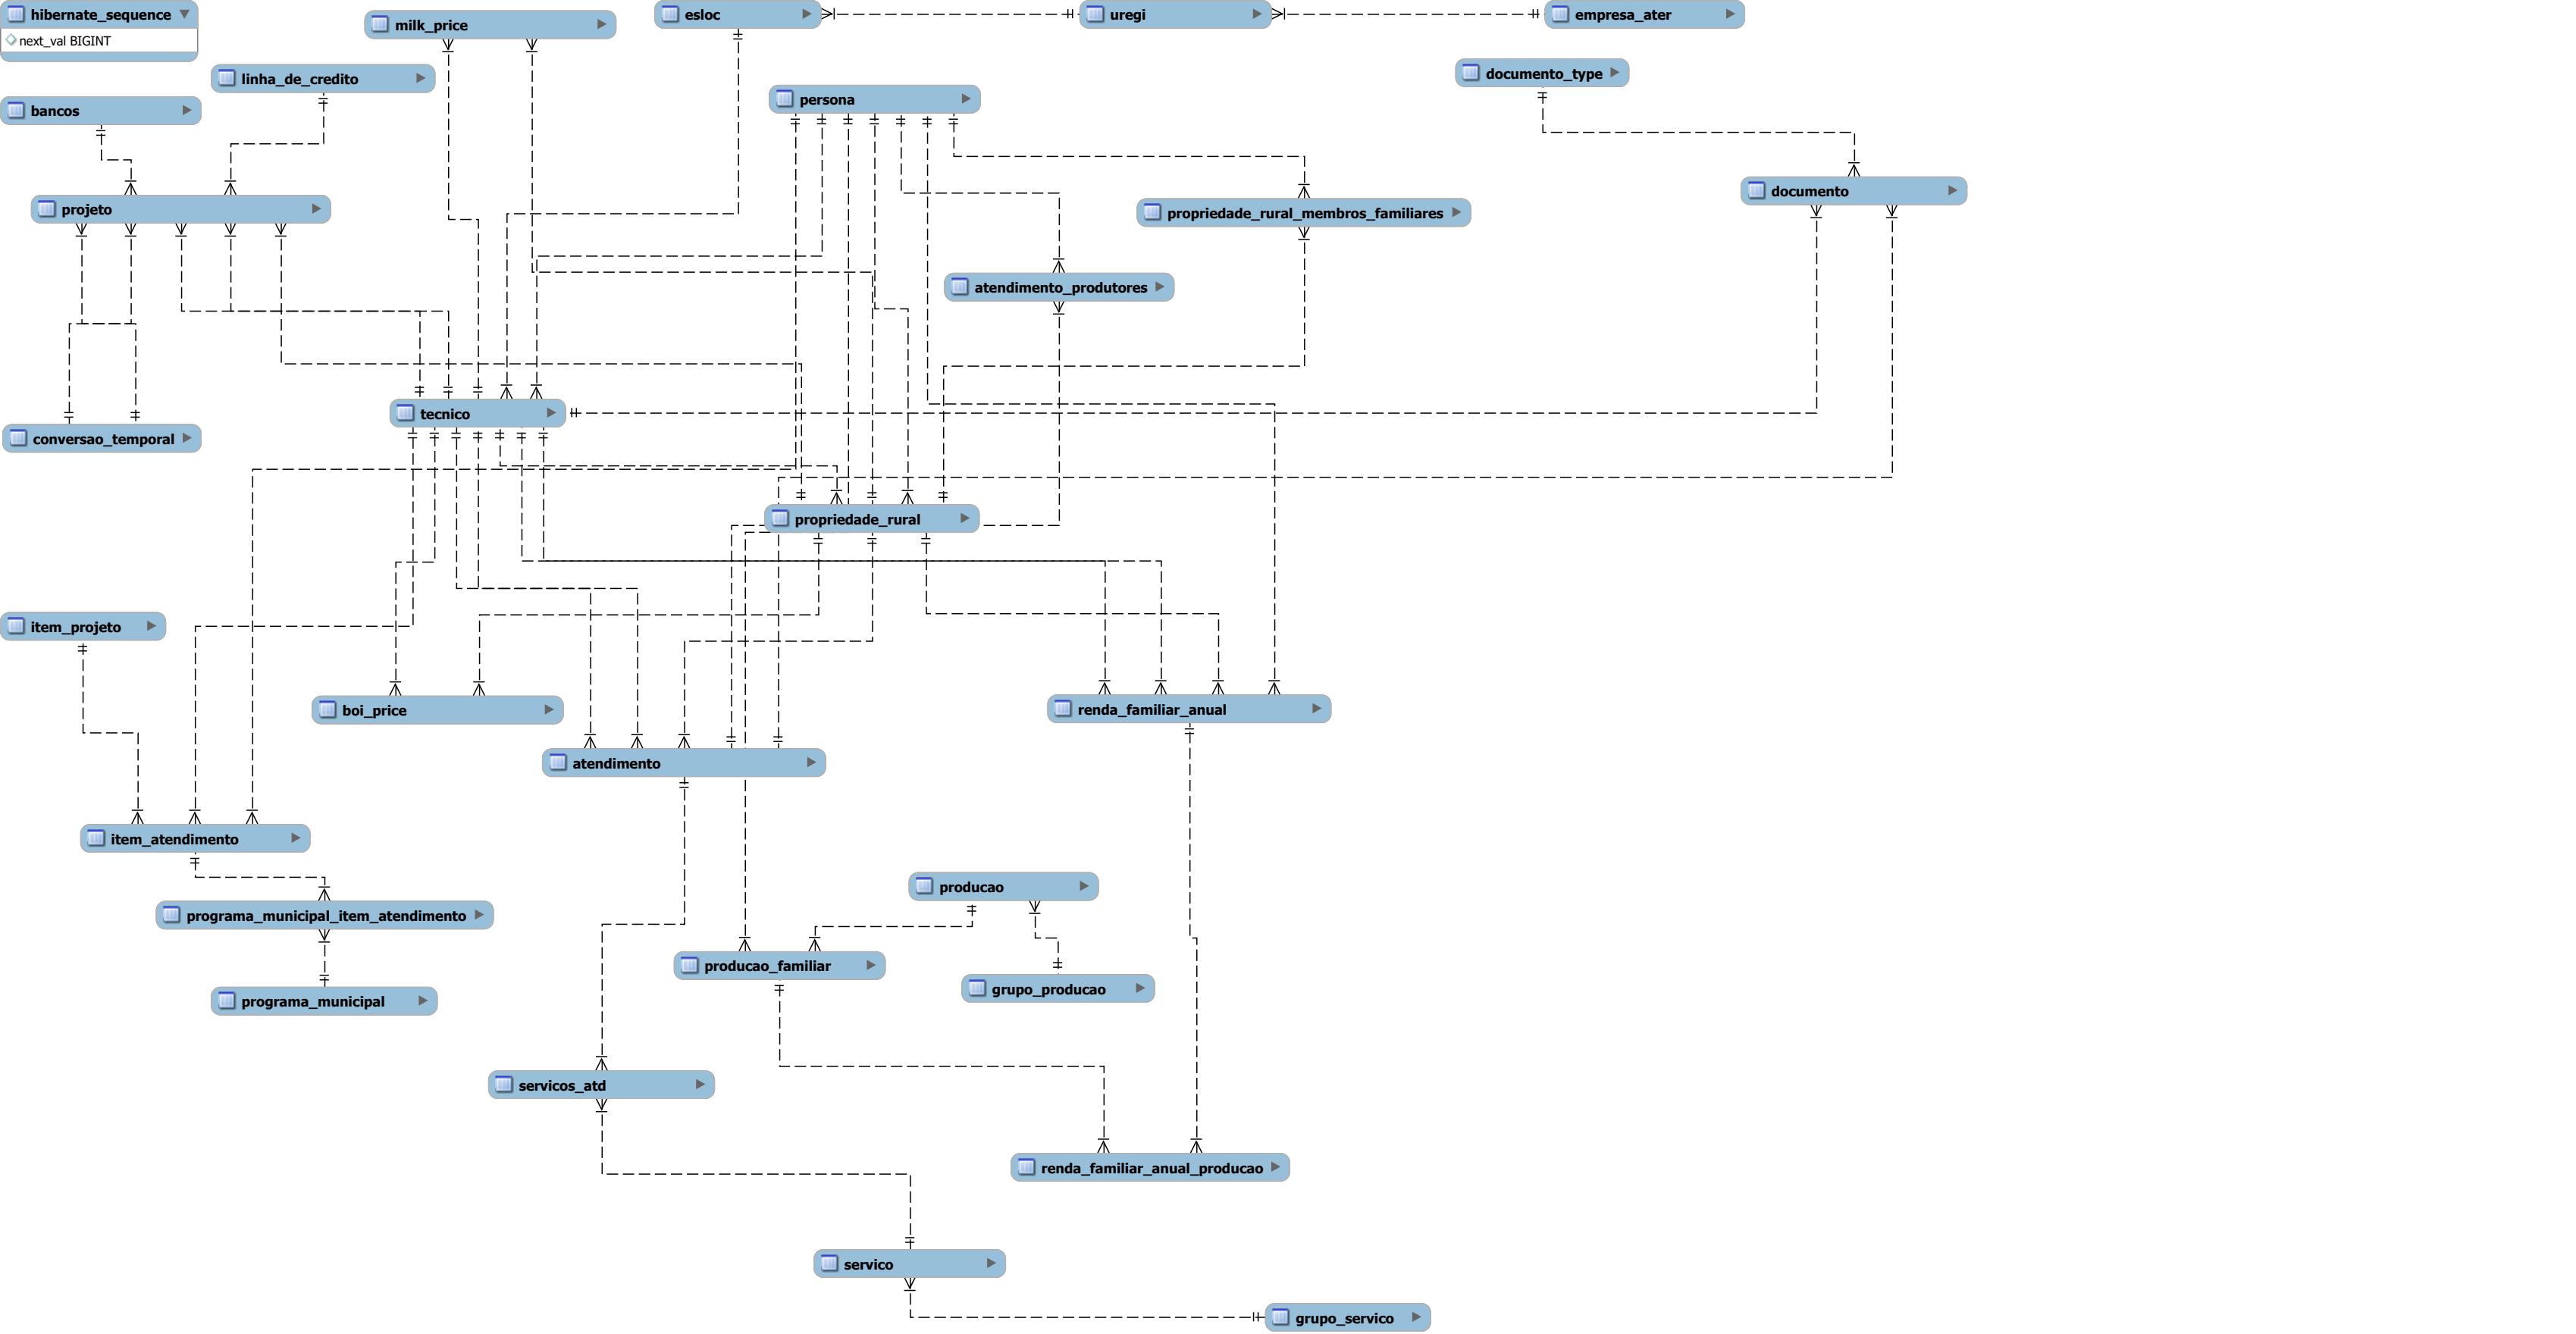 hibernate_sequence
next_val BIGINT
milk_price
esloc
uregi
empresa_ater
linha_de_credito
documento_type
bancos
persona
documento
projeto
propriedade_rural_membros_familiares
atendimento_produtores
tecnico
conversao_temporal
propriedade_rural
item_projeto
boi_price
renda_familiar_anual
atendimento
item_atendimento
producao
programa_municipal_item_atendimento
producao_familiar
grupo_producao
programa_municipal
servicos_atd
renda_familiar_anual_producao
servico
grupo_servico